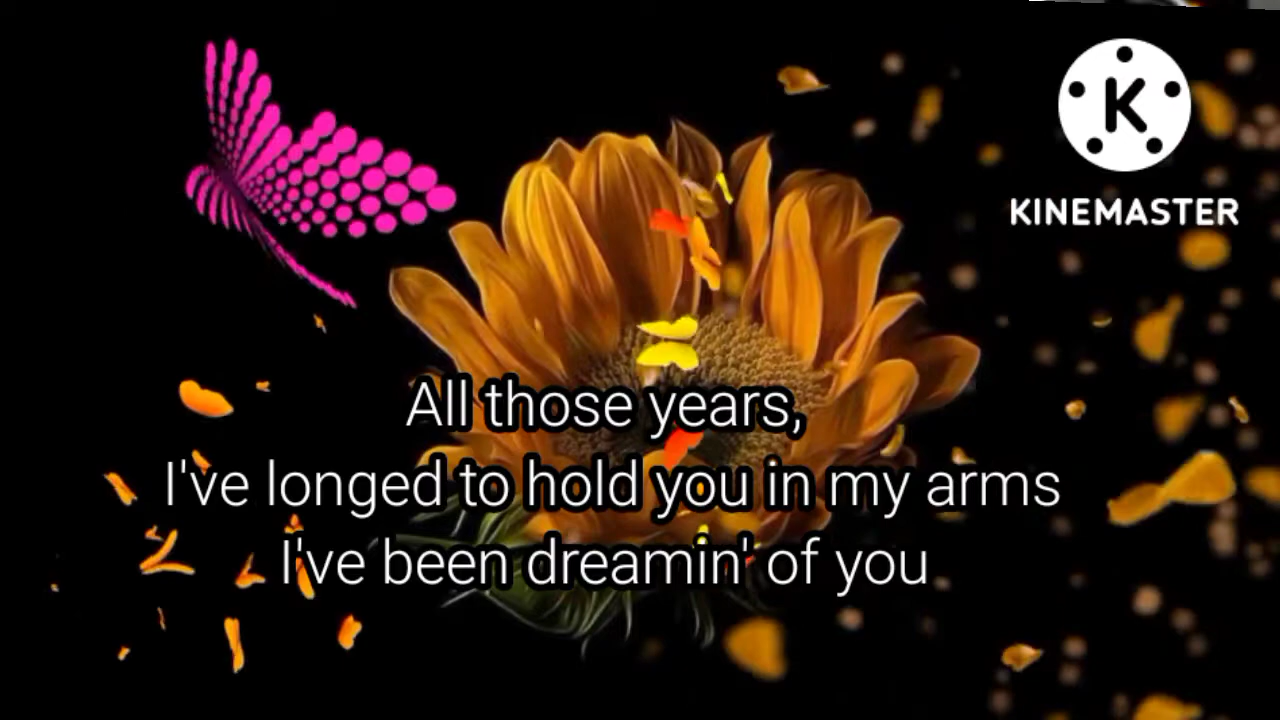 K
KINEMASTER
All those years,
I've longed to hold you in my arms
I've been dreamin' of you